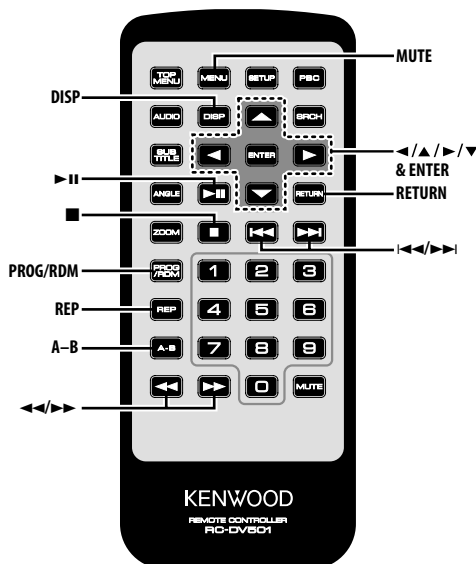 MUTE
TOP MENU
MENU
SETUP
PBC
DISP
AUDIO
DISP
SRCH
SUB TITLE
ENTER
◄/▲/►/▼
& ENTER
►II
ANGLE
►II
RETURN
RETURN
■
ZOOM
■
I◄◄
►►I
I◄◄/►►I
PROG/RDM
PROG /RDM
1
2
3
REP
REP
4
5
6
A–B
A-B
7
8
9
◄◄/►►
◄◄
►►
0
MUTE
KENWOOD
REMOTE CONTROLLER
RC-DV501